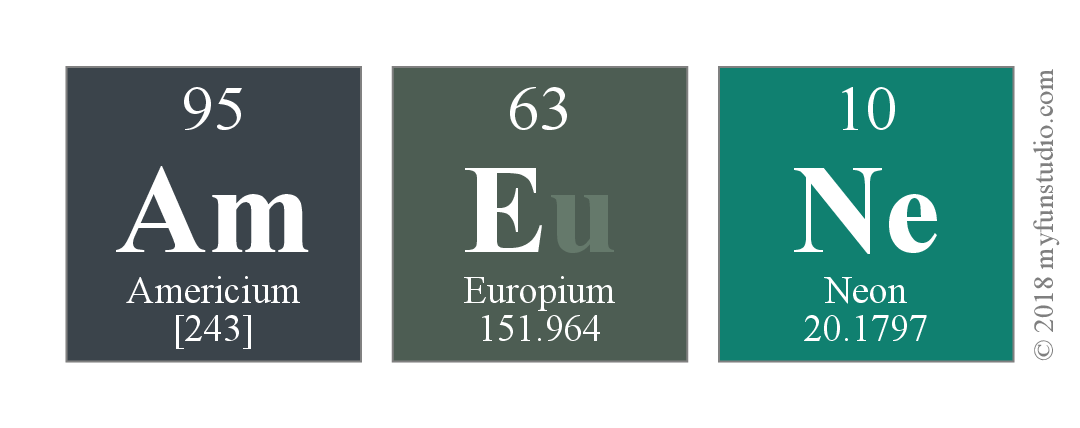 95
Am
Americium
[243]
63
Eu
Europium
151.964
10
Ne
Neon
20.1797
© 2018 myfunstudio.com